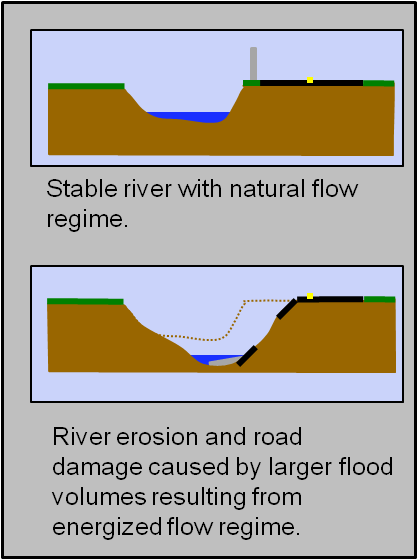 Stable river with natural flow
regime.
River erosion and road
damage caused by larger flood
volumes resulting from
energized flow regime.